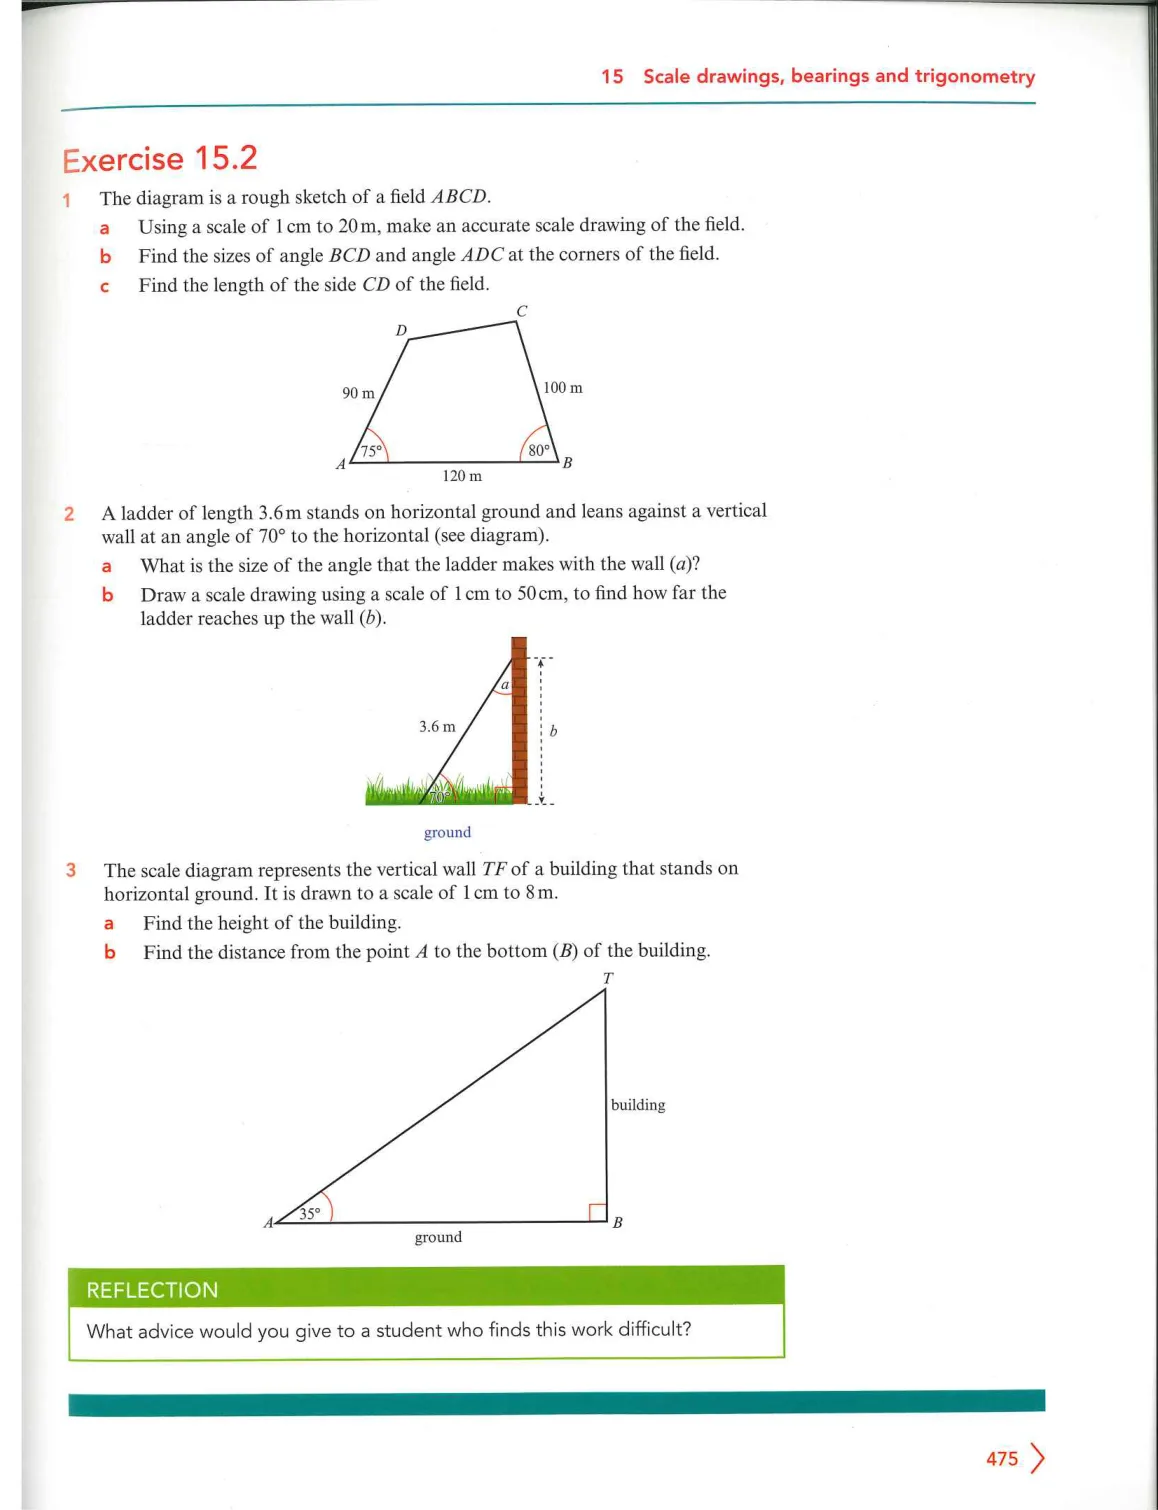 15 Scale drawings, bearings and trigonometry
Exercise 15.2
1 The diagram is a rough sketch of a field ABCD.
a Using a scale of 1 cm to 20 m, make an accurate scale drawing of the field.
b Find the sizes of angle BCD and angle ADC at the corners of the field.
c Find the length of the side CD of the field.
C
D
90 m
100 m
75°
80°
A
B
120 m
2 A ladder of length 3.6 m stands on horizontal ground and leans against a vertical
wall at an angle of 70° to the horizontal (see diagram).
a What is the size of the angle that the ladder makes with the wall (a)?
b Draw a scale drawing using a scale of 1 cm to 50 cm, to find how far the
ladder reaches up the wall (b).
a
3.6 m
b
70°
ground
3 The scale diagram represents the vertical wall TF of a building that stands on
horizontal ground. It is drawn to a scale of 1 cm to 8 m.
a Find the height of the building.
b Find the distance from the point A to the bottom (B) of the building.
T
building
35°
A
B
ground
REFLECTION
What advice would you give to a student who finds this work difficult?
475